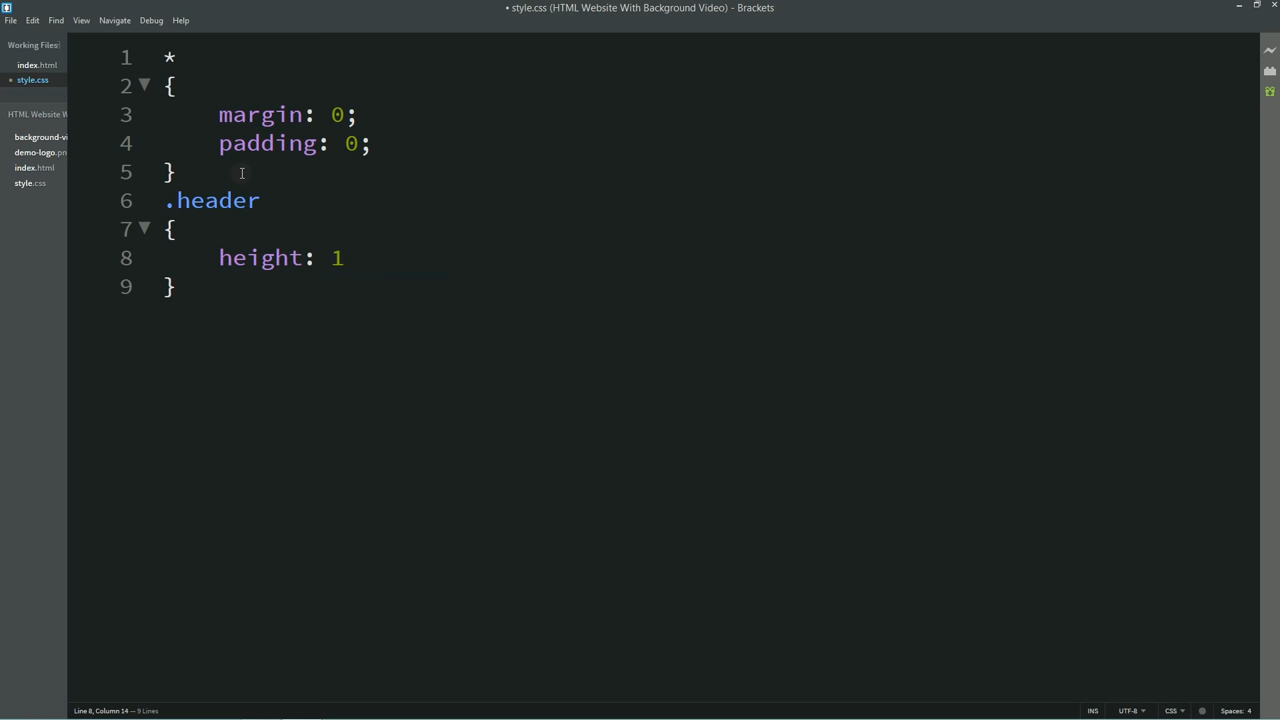 • style.css (HTML Website With Background Video) - Brackets
File Edit Find View Navigate Debug Help
Working Files
index.html
• style.css
HTML Website W
background-vi
demo-logo.pn
index.html
style.css
1 *
2 {
3 margin: 0;
4 padding: 0;
5 }
6 .header
7 {
8 height: 1
9 }
Line 8, Column 14 — 9 Lines
INS UTF-8 CSS Spaces: 4